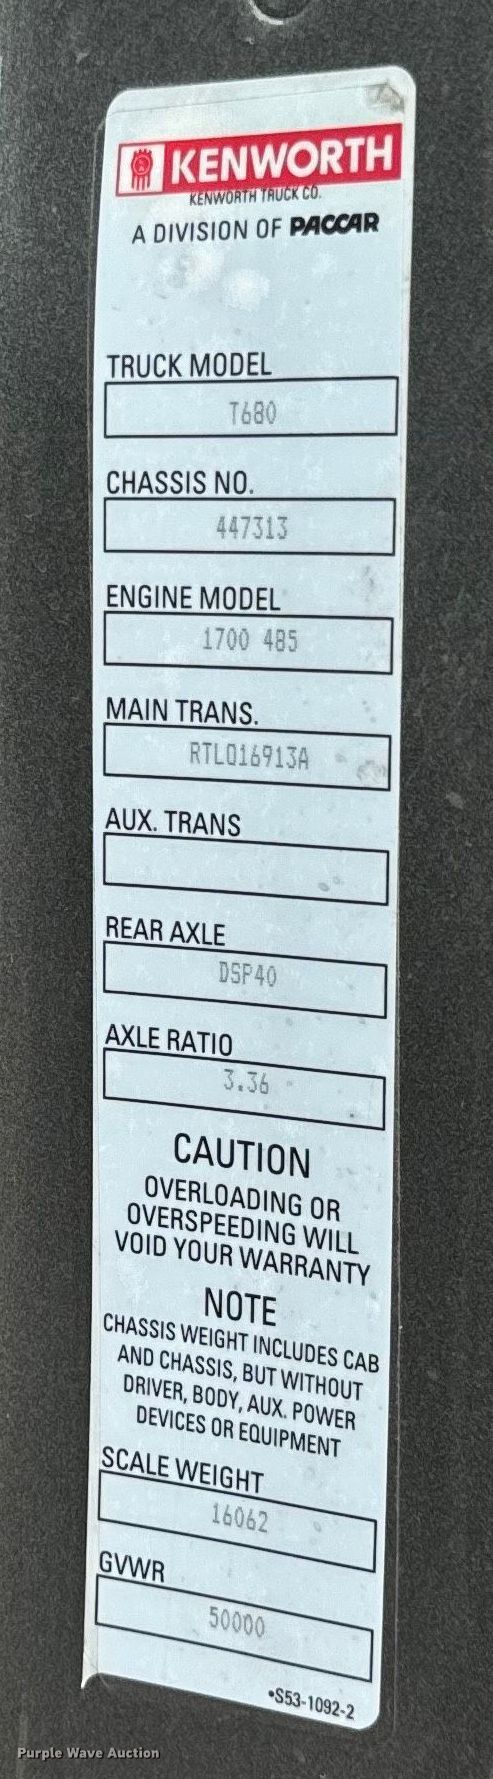 KENWORTH
KENWORTH TRUCK CO.
A DIVISION OF PACCAR
TRUCK MODEL
T680
CHASSIS NO.
447313
ENGINE MODEL
1700 485
MAIN TRANS.
RTLO16913A
AUX. TRANS
REAR AXLE
DSP40
AXLE RATIO
3.36
CAUTION
OVERLOADING OR
OVERSPEEDING WILL
VOID YOUR WARRANTY
NOTE
CHASSIS WEIGHT INCLUDES CAB
AND CHASSIS, BUT WITHOUT
DRIVER, BODY, AUX. POWER
DEVICES OR EQUIPMENT
SCALE WEIGHT
16062
GVWR
50000
•S53-1092-2
Purple Wave Auction